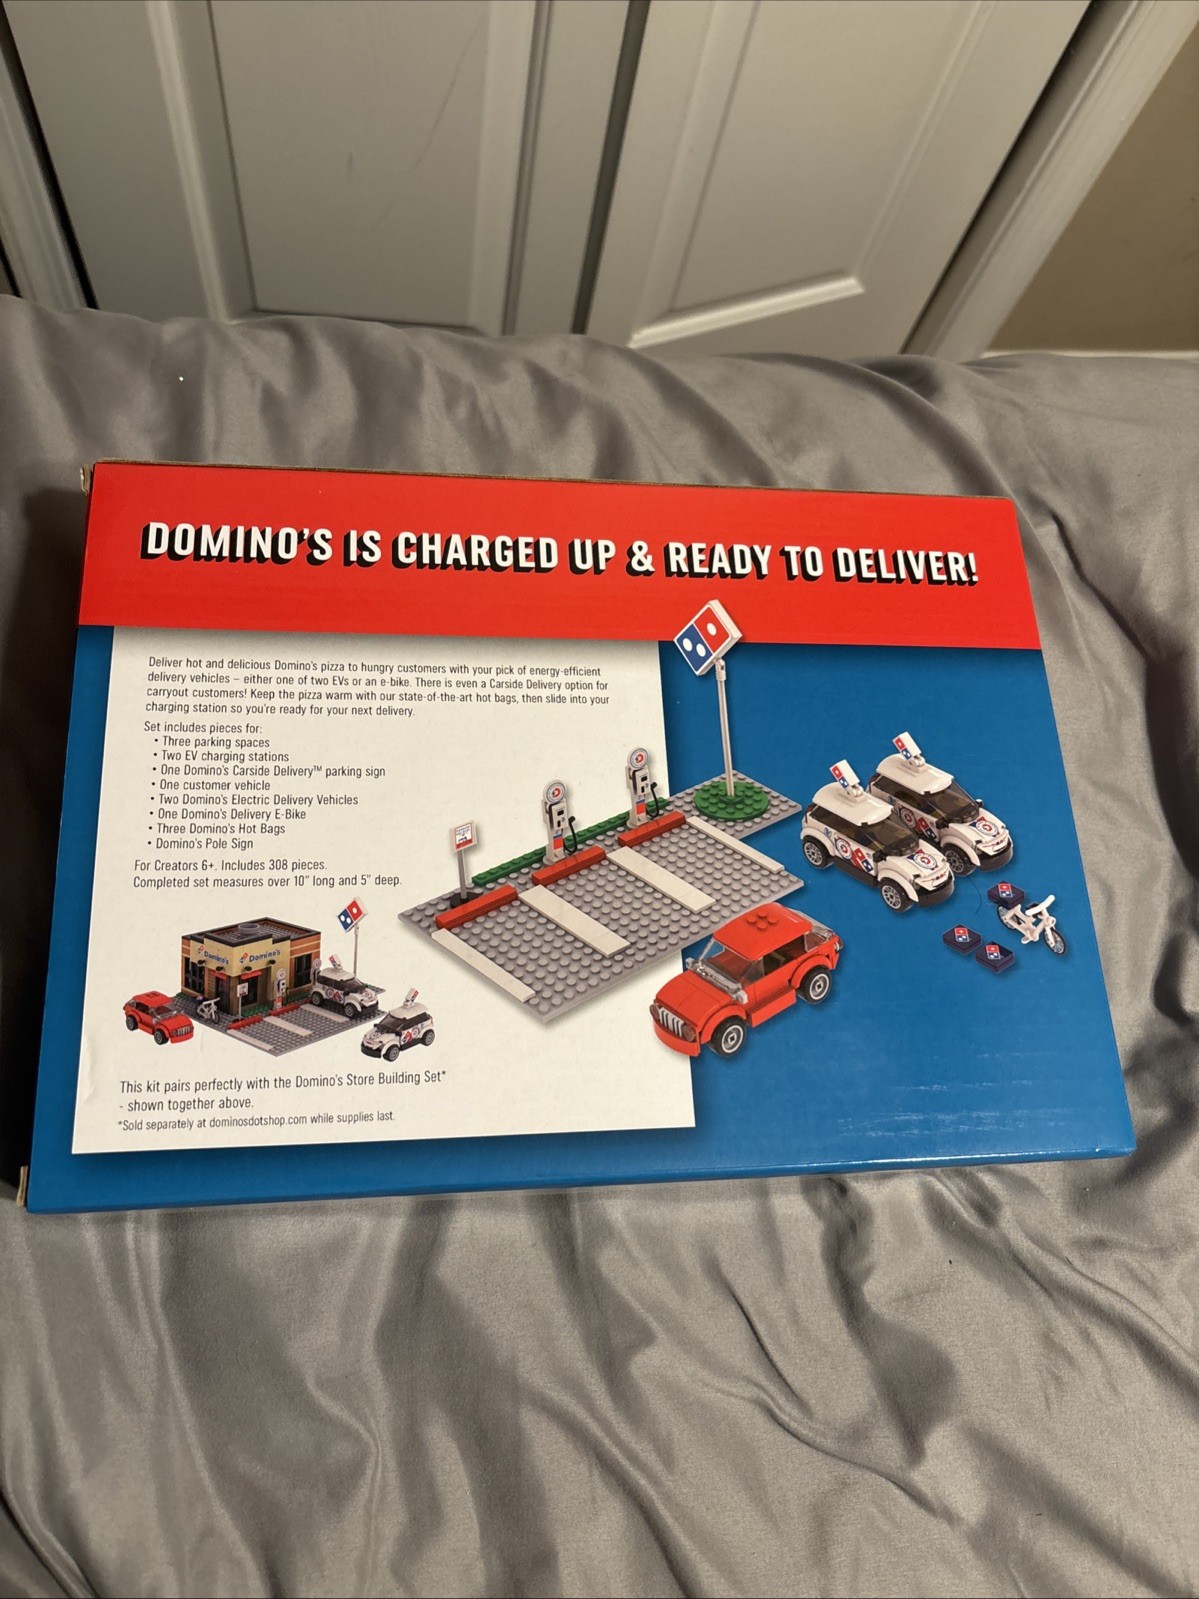 DOMINO'S IS CHARGED UP & READY TO DELIVER!
Deliver hot and delicious Domino's pizza to hungry customers with your pick of energy-efficient
delivery vehicles – either one of two EVs or an e-bike. There is even a Carside Delivery option for
carryout customers! Keep the pizza warm with our state-of-the-art hot bags, then slide into your
charging station so you're ready for your next delivery.
Set includes pieces for:
• Three parking spaces
• Two EV charging stations
• One Domino's Carside Delivery™ parking sign
• One customer vehicle
• Two Domino's Electric Delivery Vehicles
• One Domino's Delivery E-Bike
• Three Domino's Hot Bags
• Domino's Pole Sign
For Creators 6+. Includes 308 pieces.
Completed set measures over 10" long and 5" deep.
Domino's
Domino's
This kit pairs perfectly with the Domino's Store Building Set*
- shown together above.
*Sold separately at dominosdotshop.com while supplies last.